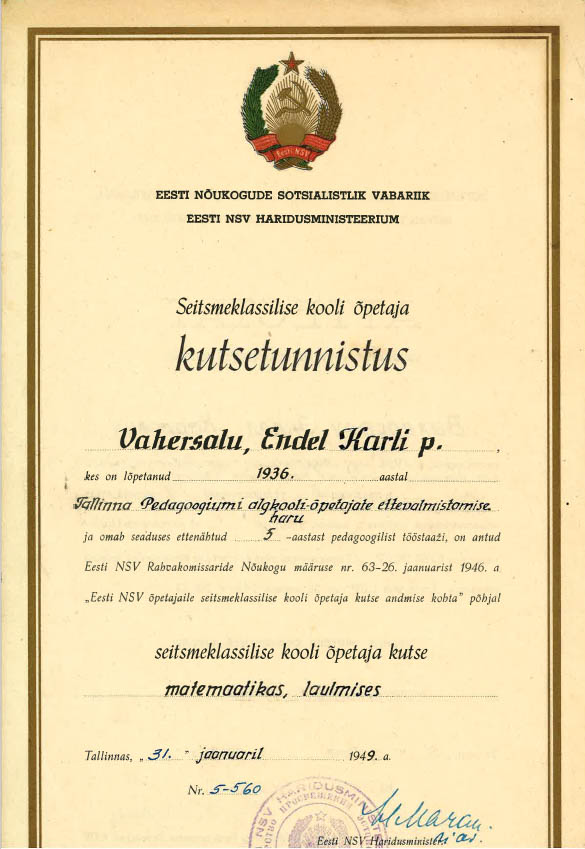 Eesti NSV
EESTI NÕUKOGUDE SOTSIALISTLIK VABARIIK
EESTI NSV HARIDUSMINISTEERIUM
Seitsmeklassilise kooli õpetaja
kutsetunnistus
Vahersalu, Endel Karli p.,
kes on lõpetanud 1936. aastal
Tallinna Pedagoogiumi algkooli-õpetajate ettevalmistamise
haru
ja omab seaduses ettenähtud 5 -aastast pedagoogilist tööstaaži, on antud
Eesti NSV Rahvakomissaride Nõukogu määruse nr. 63-26. jaanuarist 1946. a
„Eesti NSV õpetajaile seitsmeklassilise kooli õpetaja kutse andmise kohta" põhjal
seitsmeklassilise kooli õpetaja kutse
matemaatikas, laulmises
Tallinnas, „31." jaanuaril 1949. a.
Nr. 5-560
NSV HARIDUSMINISTE
Eesti NSV Haridusminister